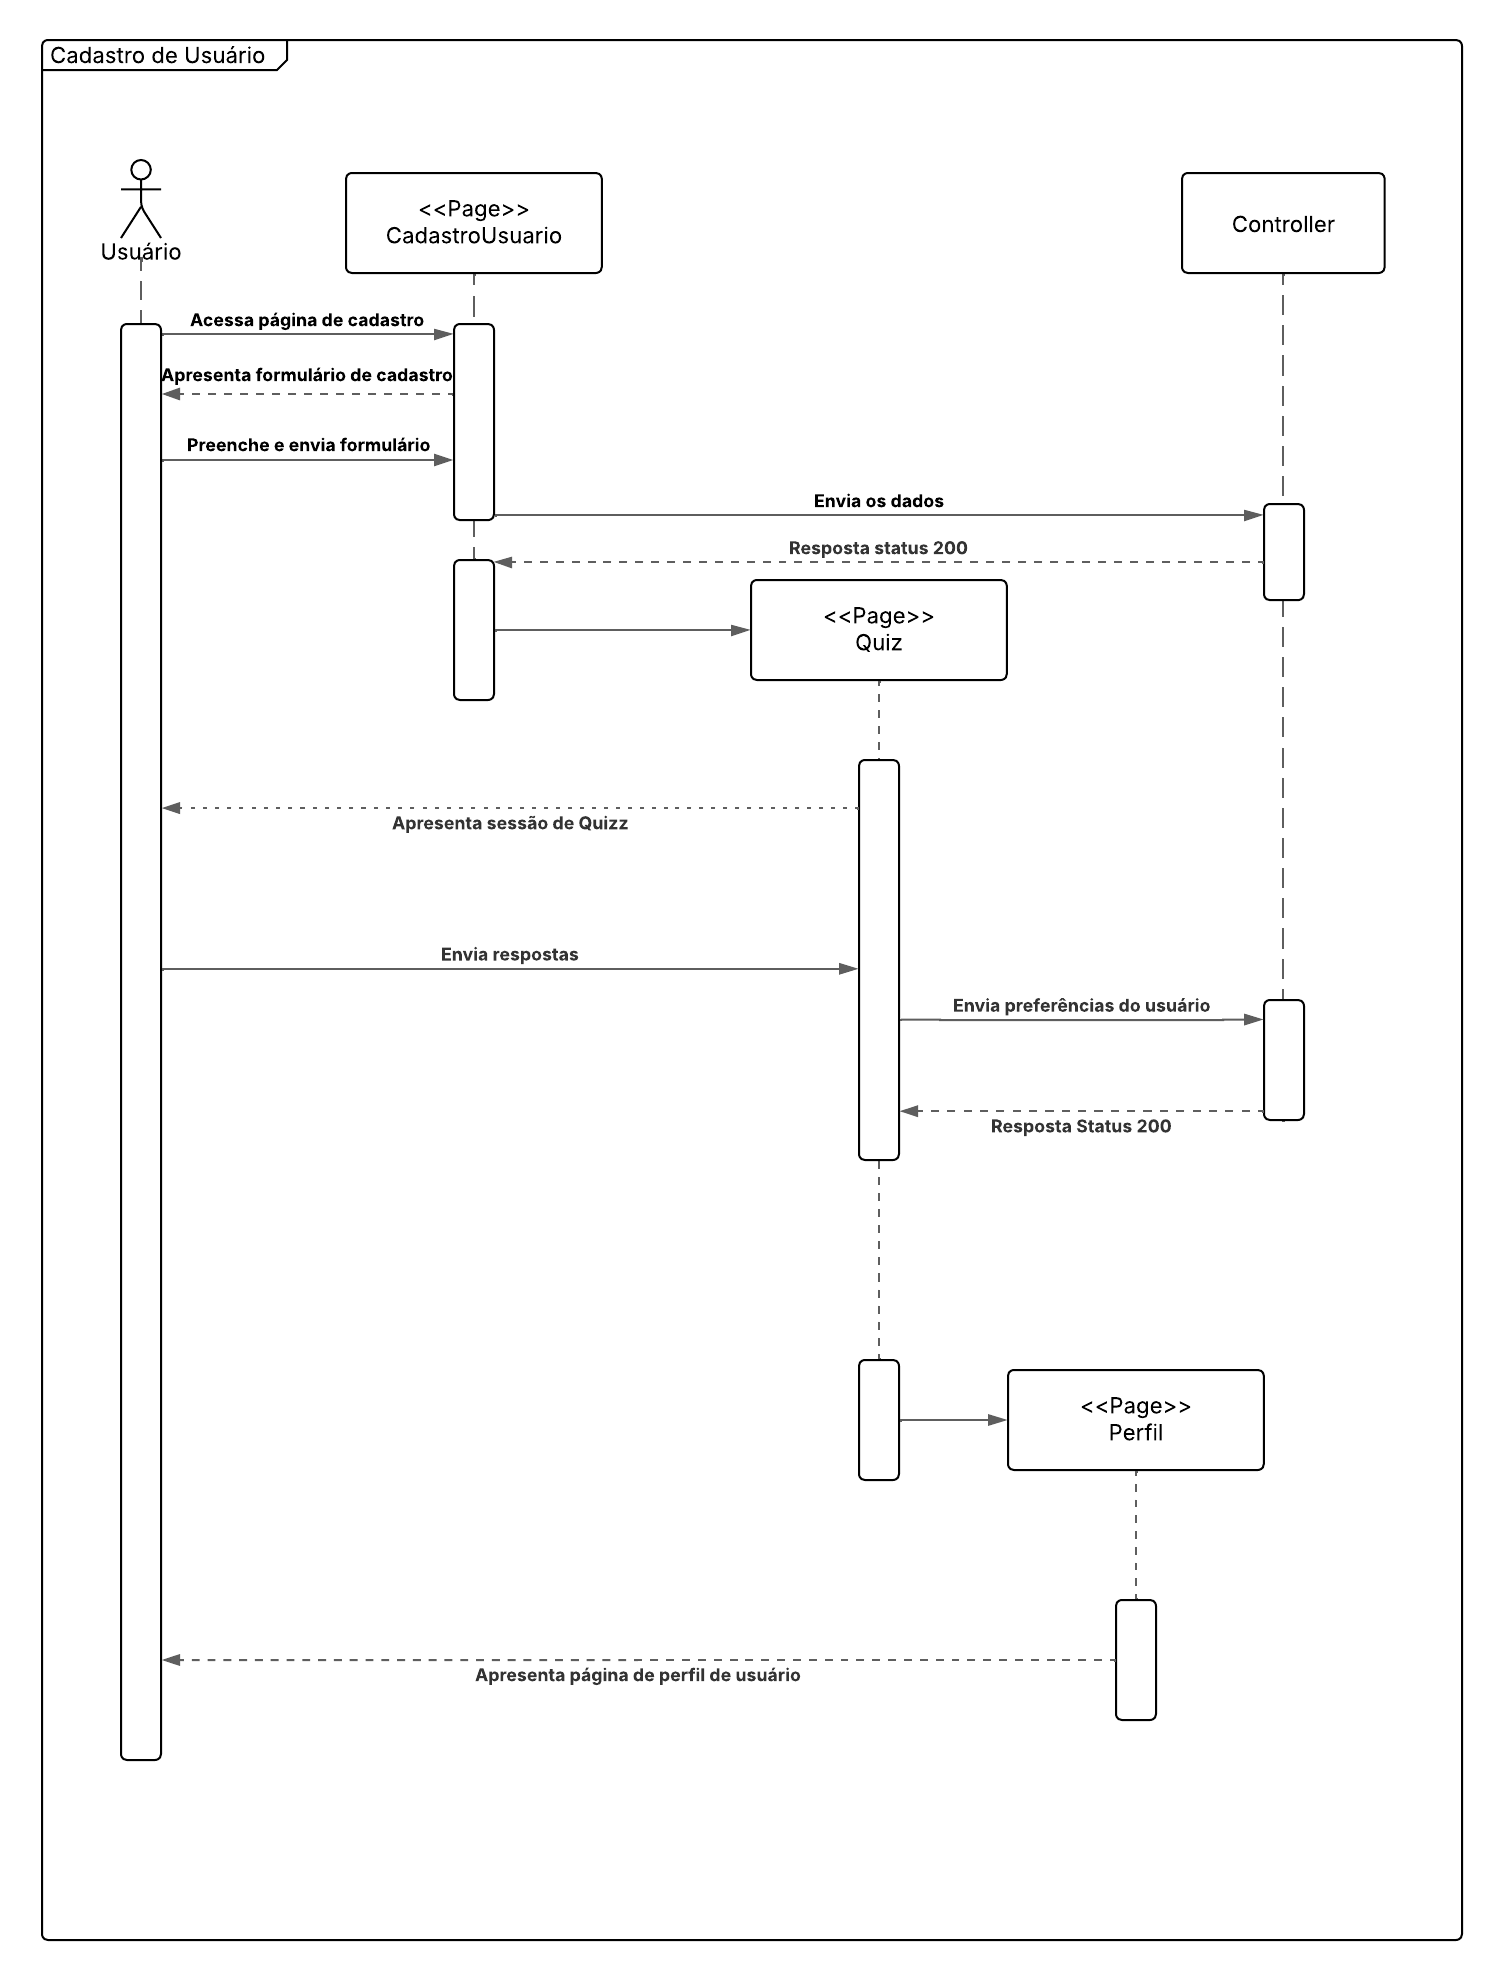 Cadastro de Usuário
Usuário
<<Page>>
CadastroUsuario
Controller
Acessa página de cadastro
Apresenta formulário de cadastro
Preenche e envia formulário
Envia os dados
Resposta status 200
<<Page>>
Quiz
Apresenta sessão de Quizz
Envia respostas
Envia preferências do usuário
Resposta Status 200
<<Page>>
Perfil
Apresenta página de perfil de usuário